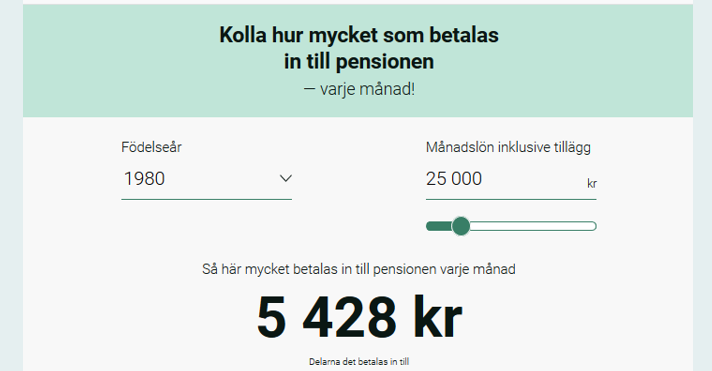 Kolla hur mycket som betalas
in till pensionen
– varje månad!
Födelseår
Månadslön inklusive tillägg
1980
25 000
kr
Så här mycket betalas in till pensionen varje månad
5 428 kr
Delarna det betalas in till